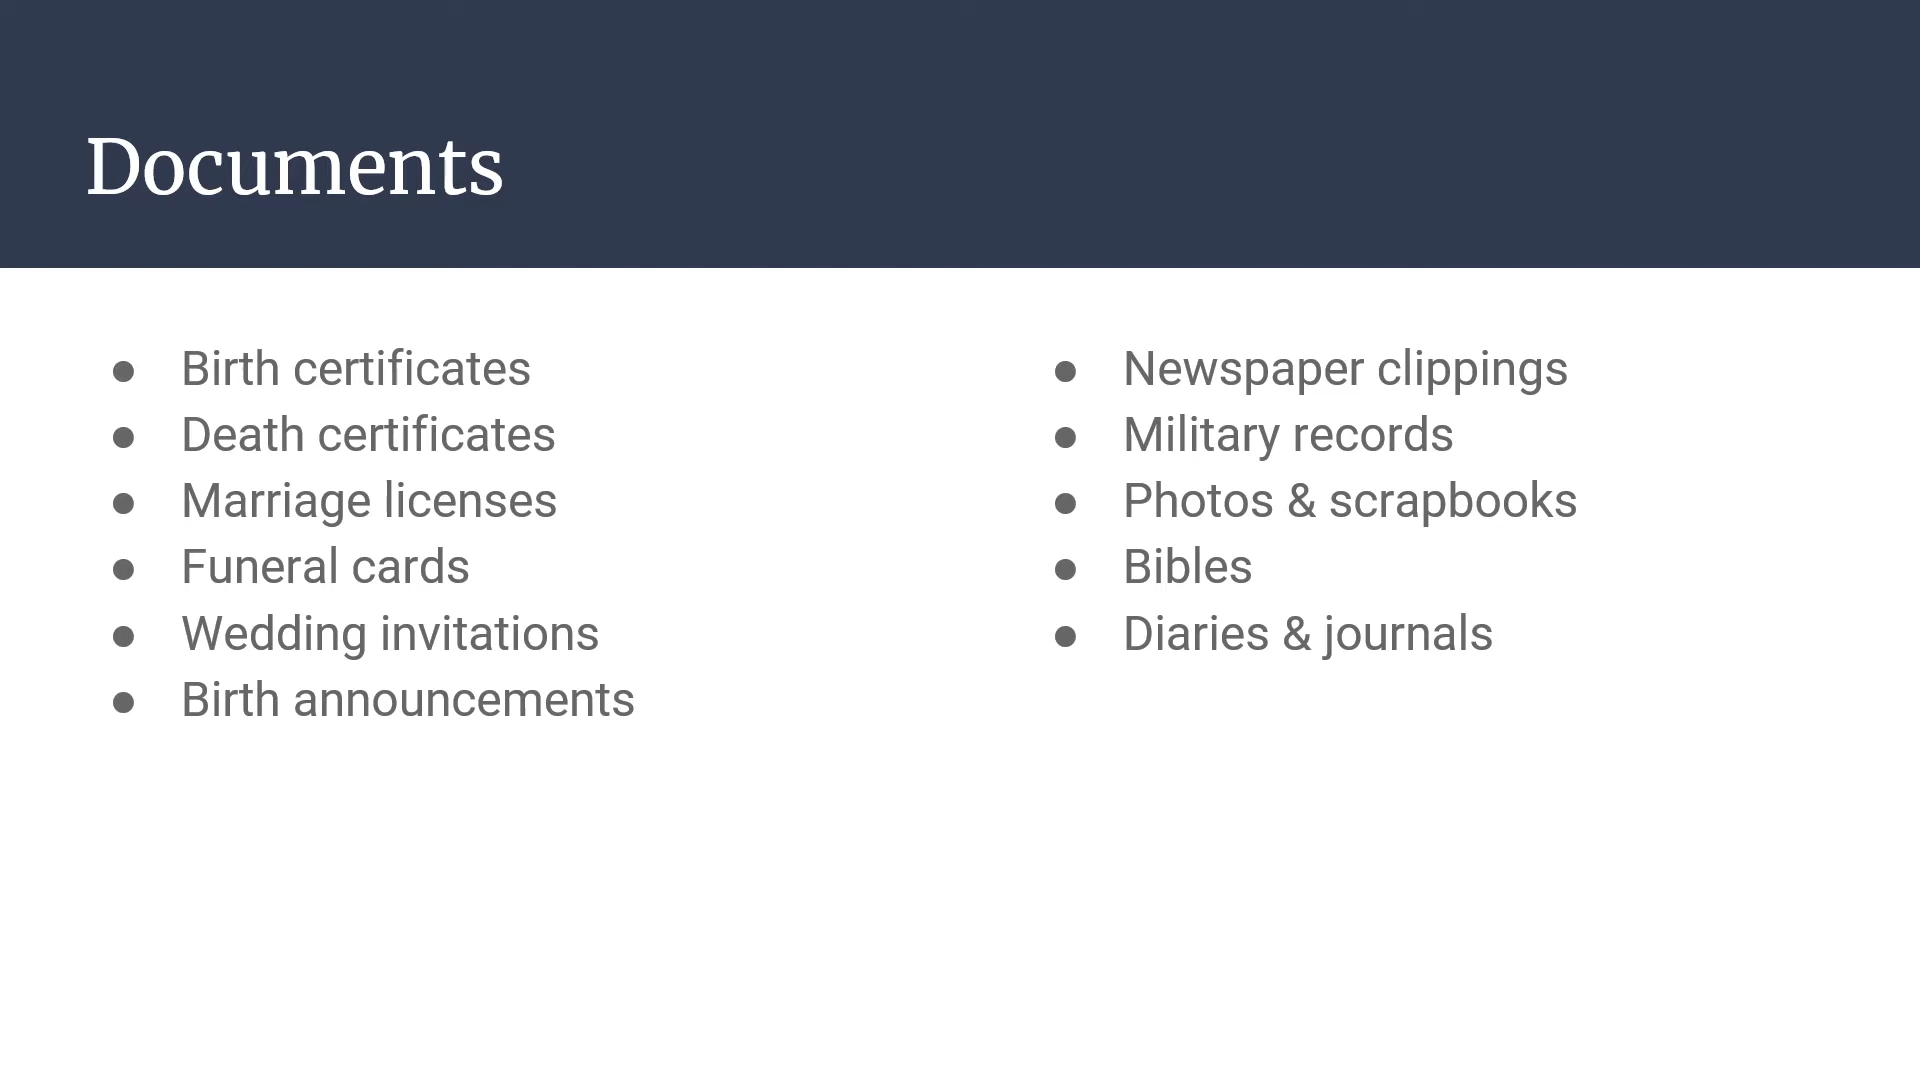 Documents
● Birth certificates
● Death certificates
● Marriage licenses
● Funeral cards
● Wedding invitations
● Birth announcements
● Newspaper clippings
● Military records
● Photos & scrapbooks
● Bibles
● Diaries & journals